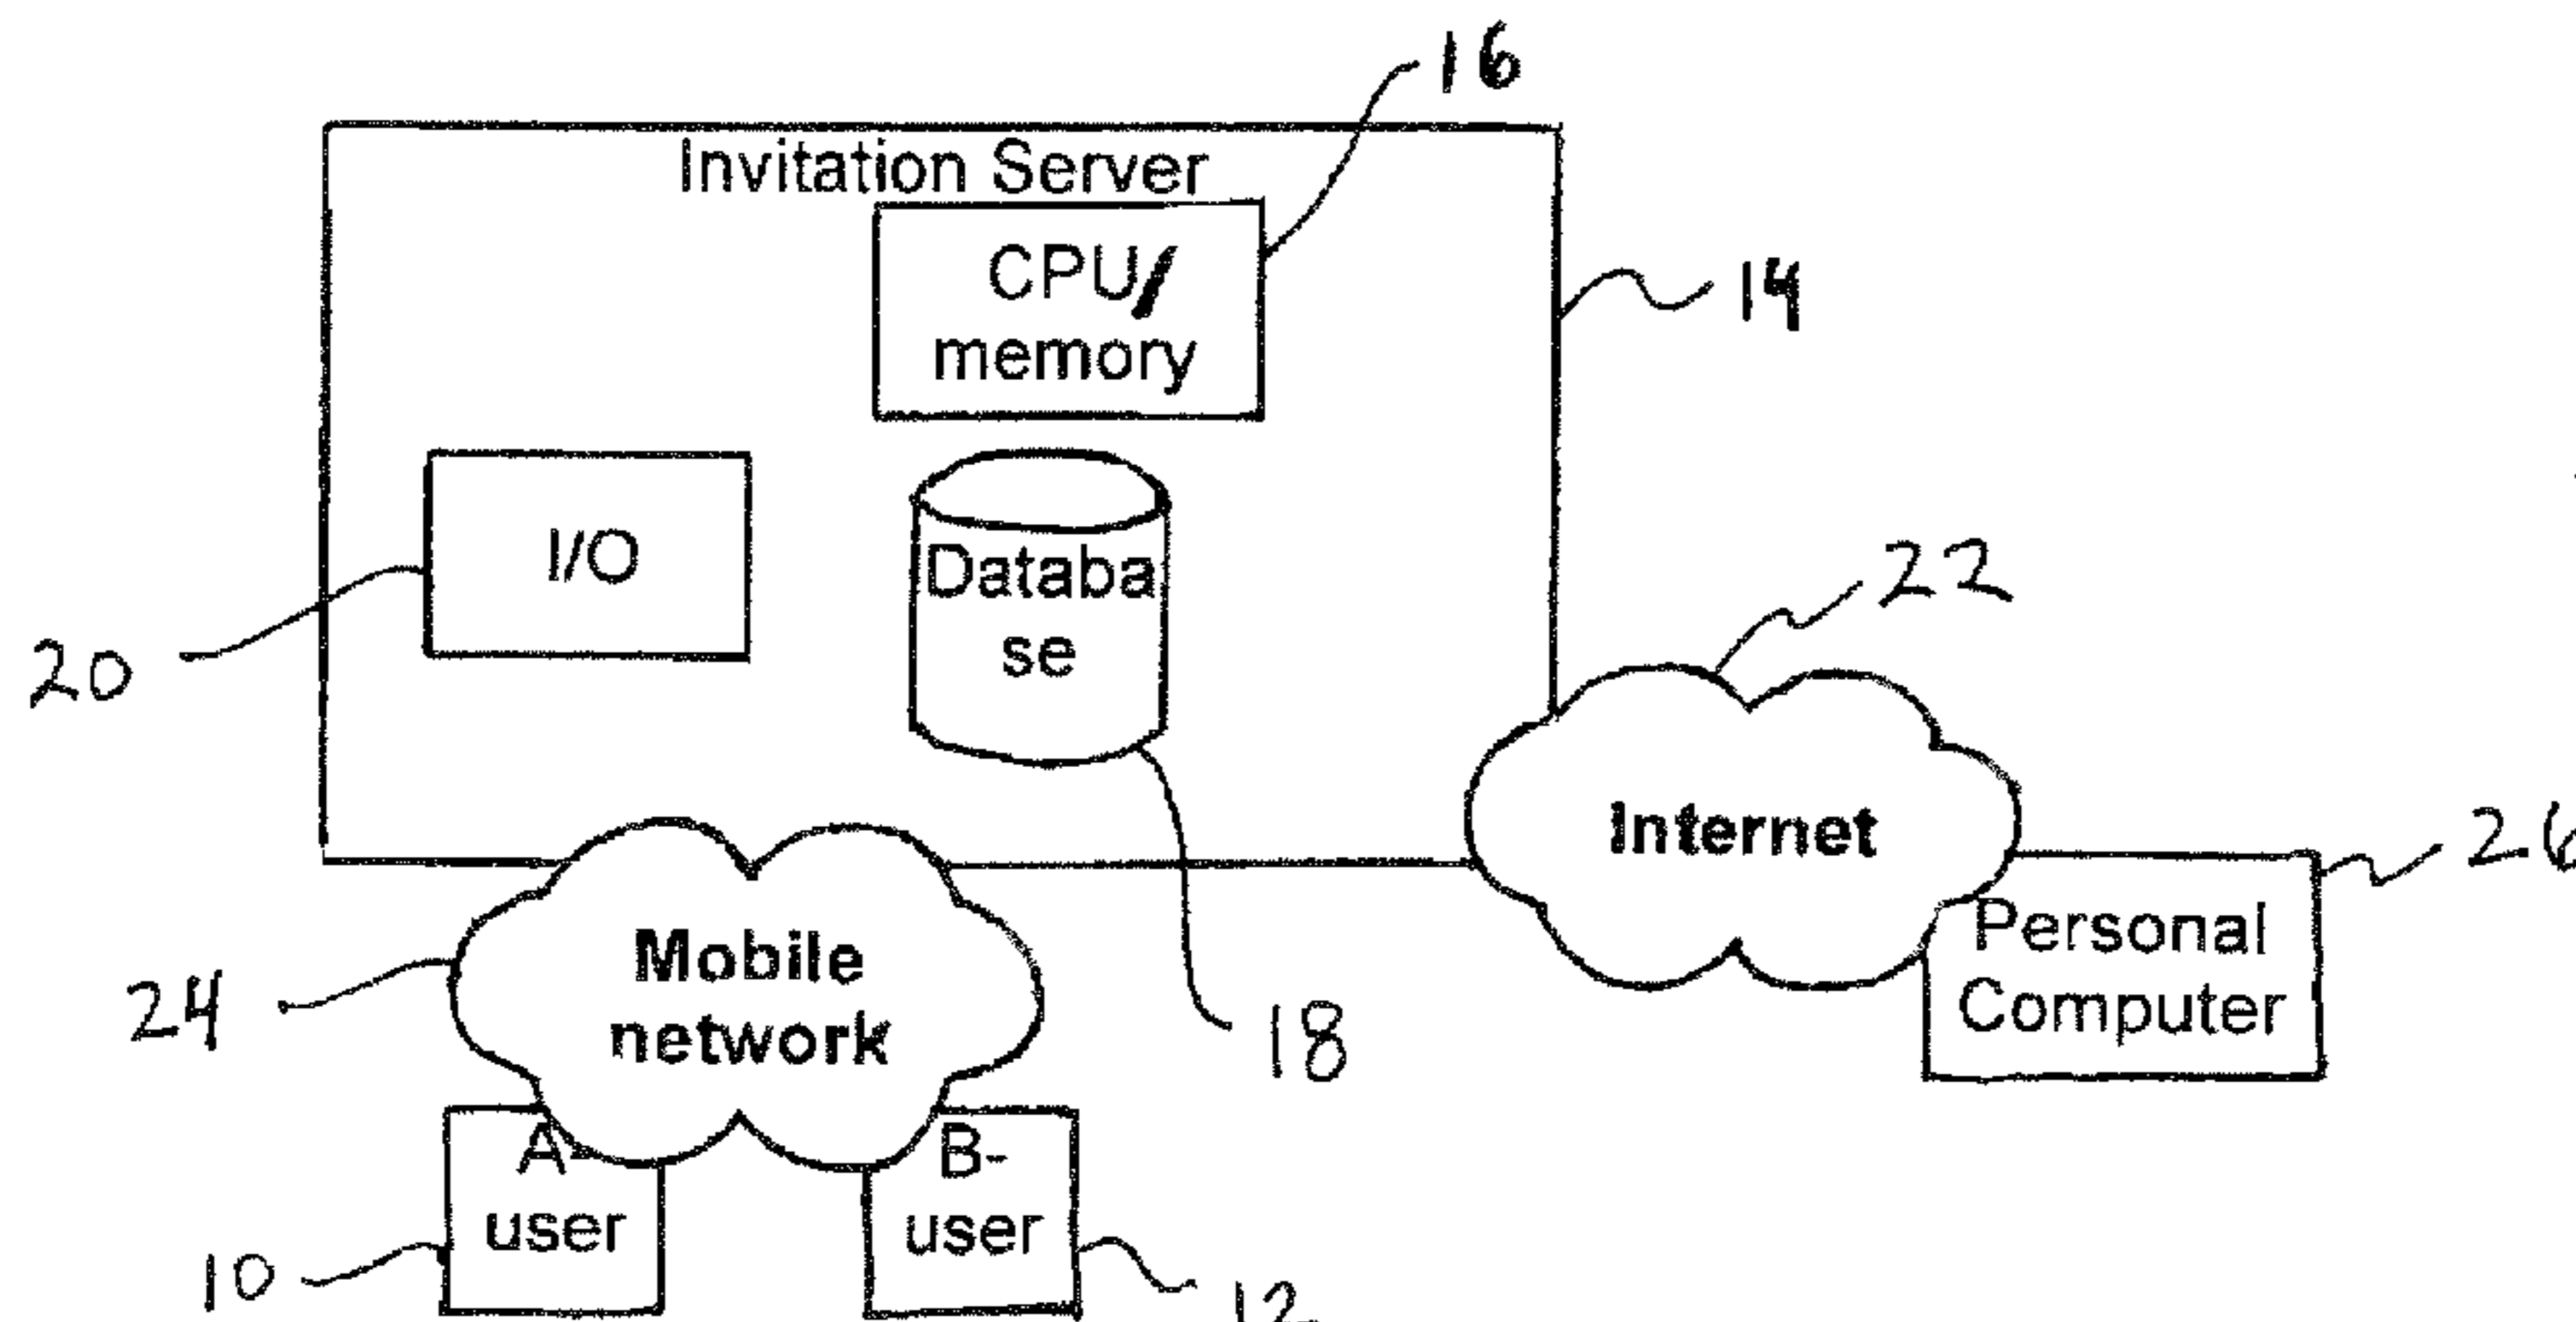 16
Invitation Server
CPU/
memory
14
I/O
Databa
se
22
20
Internet
26
Personal
Computer
Mobile
network
24
18
A-
user
B-
user
10
12